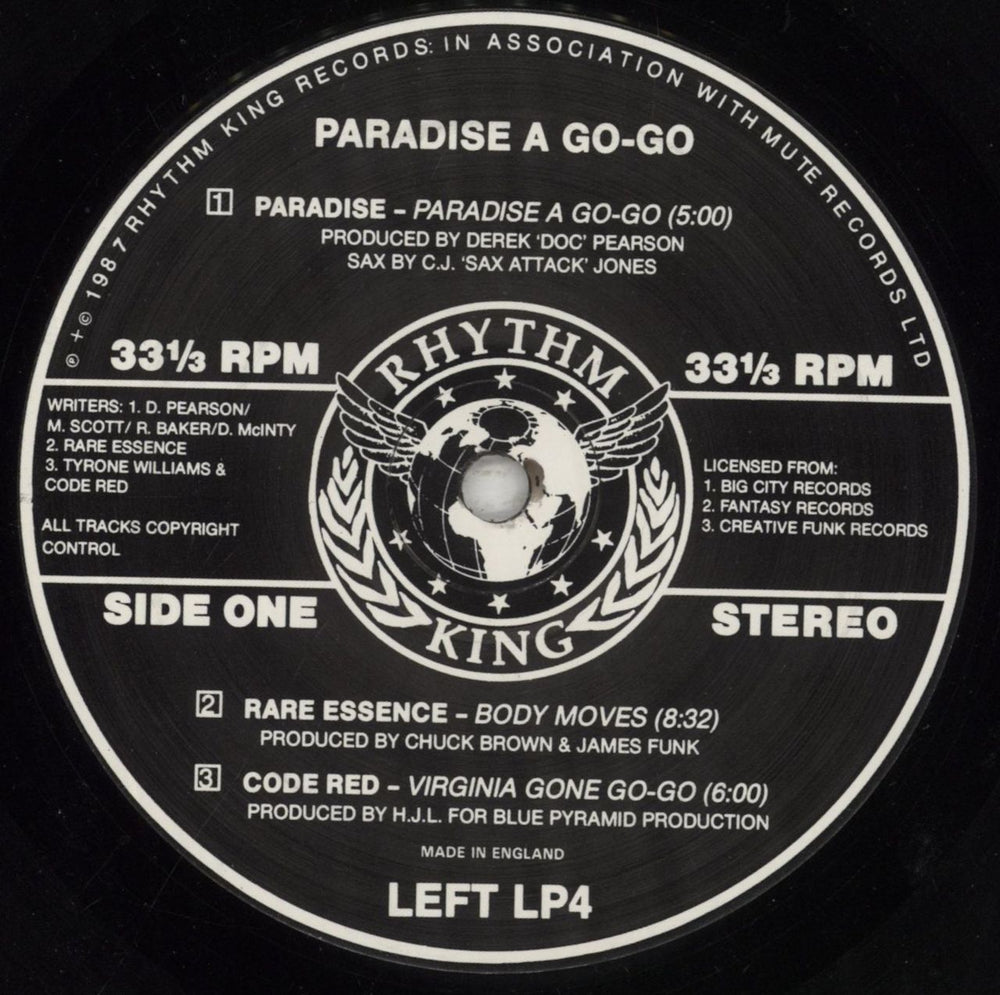 ℗ + © 1987 RHYTHM KING RECORDS: IN ASSOCIATION WITH MUTE RECORDS LTD
PARADISE A GO-GO
1 PARADISE – PARADISE A GO-GO (5:00)
PRODUCED BY DEREK 'DOC' PEARSON
SAX BY C.J. 'SAX ATTACK' JONES
33⅓ RPM
33⅓ RPM
WRITERS: 1. D. PEARSON/
M. SCOTT/ R. BAKER/D. McINTY
2. RARE ESSENCE
3. TYRONE WILLIAMS &
CODE RED
ALL TRACKS COPYRIGHT
CONTROL
RHYTHM
KING
LICENSED FROM:
1. BIG CITY RECORDS
2. FANTASY RECORDS
3. CREATIVE FUNK RECORDS
SIDE ONE
STEREO
2 RARE ESSENCE – BODY MOVES (8:32)
PRODUCED BY CHUCK BROWN & JAMES FUNK
3 CODE RED – VIRGINIA GONE GO-GO (6:00)
PRODUCED BY H.J.L. FOR BLUE PYRAMID PRODUCTION
MADE IN ENGLAND
LEFT LP4